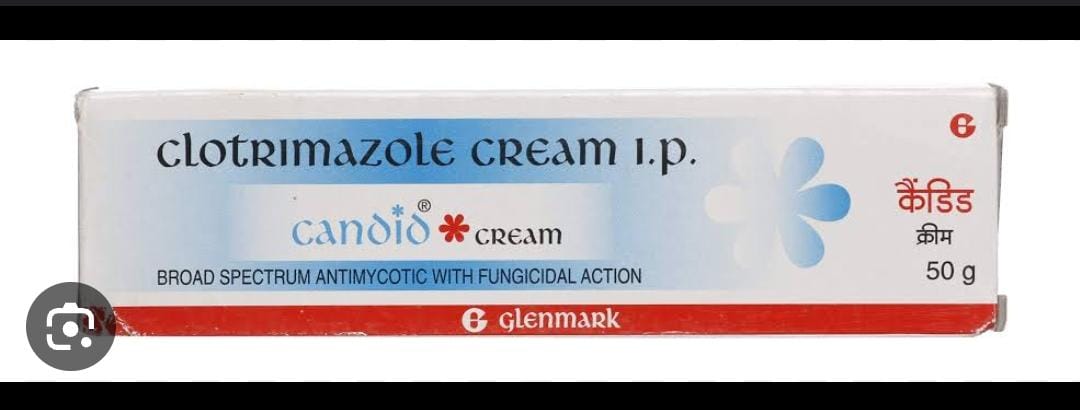 clotrimazole cream I.P.
candid® cream
BROAD SPECTRUM ANTIMYCOTIC WITH FUNGICIDAL ACTION
glenmark
G
कैंडिड
क्रीम
50 g